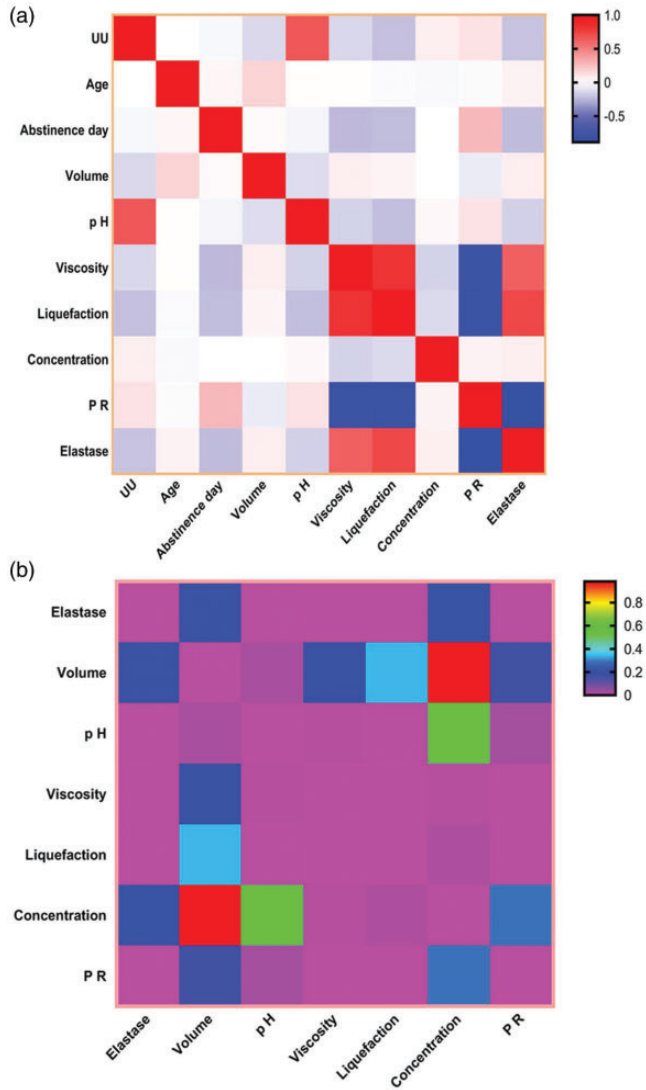 (a)
UU
Age
Abstinence day
Volume
p H
Viscosity
Liquefaction
Concentration
P R
Elastase
UU
Age
Abstinence day
Volume
p H
Viscosity
Liquefaction
Concentration
P R
Elastase
1.0
0.5
0
-0.5
(b)
Elastase
Volume
p H
Viscosity
Liquefaction
Concentration
P R
Elastase
Volume
p H
Viscosity
Liquefaction
Concentration
P R
0.8
0.6
0.4
0.2
0